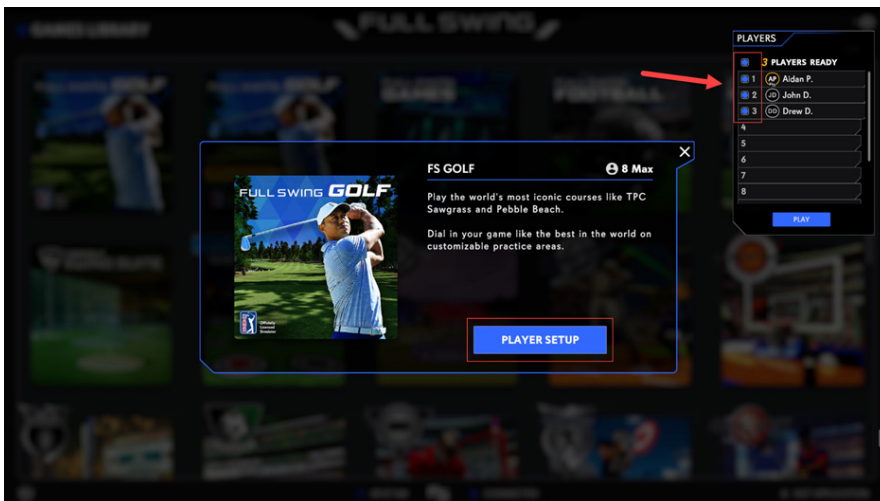 GAMES LIBRARY
FULL SWING
PLAYERS
3 PLAYERS READY
1 AP Aidan P.
2 JD John D.
3 DD Drew D.
4
5
6
7
8
PLAY
FS GOLF
8 Max
FULL SWING GOLF
Play the world's most iconic courses like TPC
Sawgrass and Pebble Beach.
Dial in your game like the best in the world on
customizable practice areas.
PLAYER SETUP